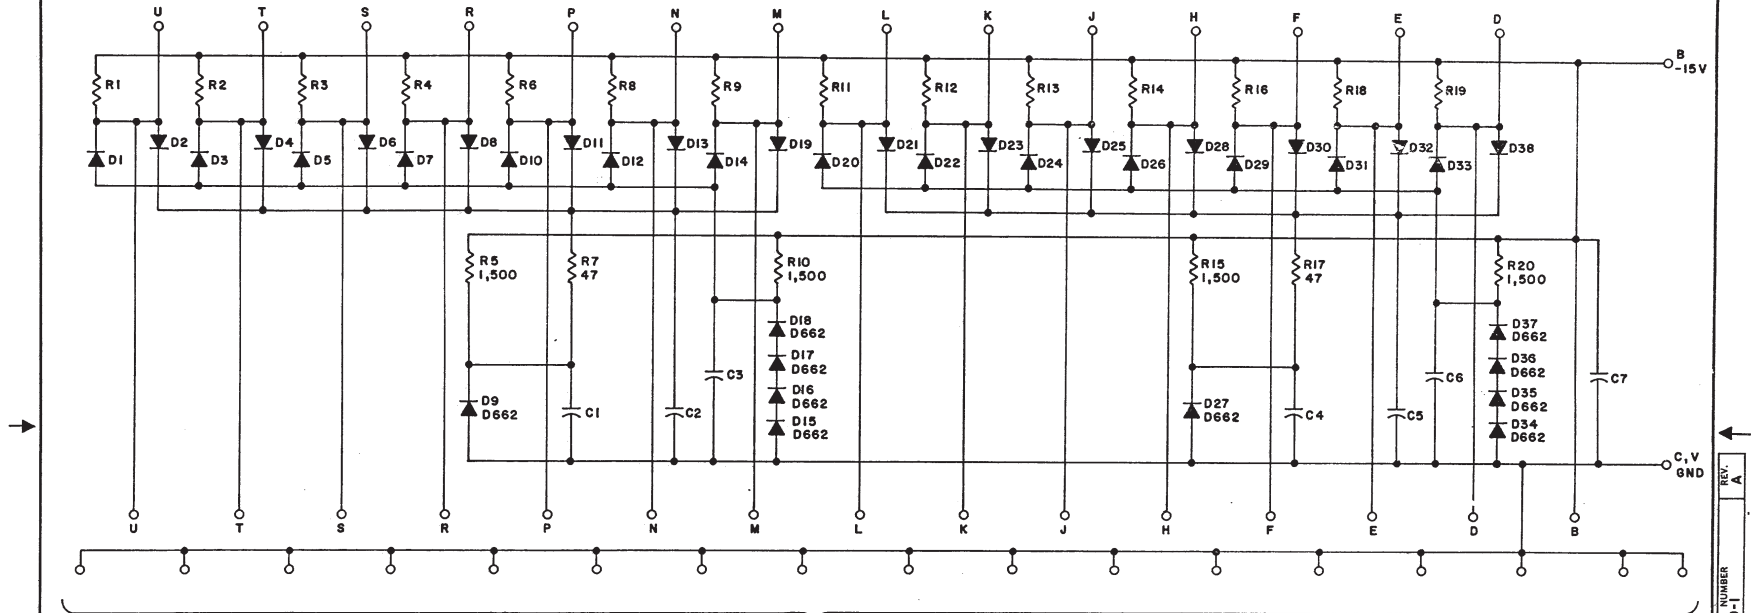 U T S R P N M L K J H F E D
B
-15V
R1 R2 R3 R4 R6 R8 R9 R11 R12 R13 R14 R16 R18 R19
D2 D4 D6 D8 D11 D13 D19 D21 D23 D25 D28 D30 D32 D38
D1 D3 D5 D7 D10 D12 D14 D20 D22 D24 D26 D29 D31 D33
R5 R7 R10 R15 R17 R20
1,500 47 1,500 1,500 47 1,500
D18 D37
D662 D662
D17 D36
D662 D662
C3 C6 C7
D16 D35
D662 D662
D9 D27
D662 D662
C1 C2 C4 C5
D15 D34
D662 D662
C,V
GND
REV.
A
U T S R P N M L K J H F E D B
NUMBER
-1